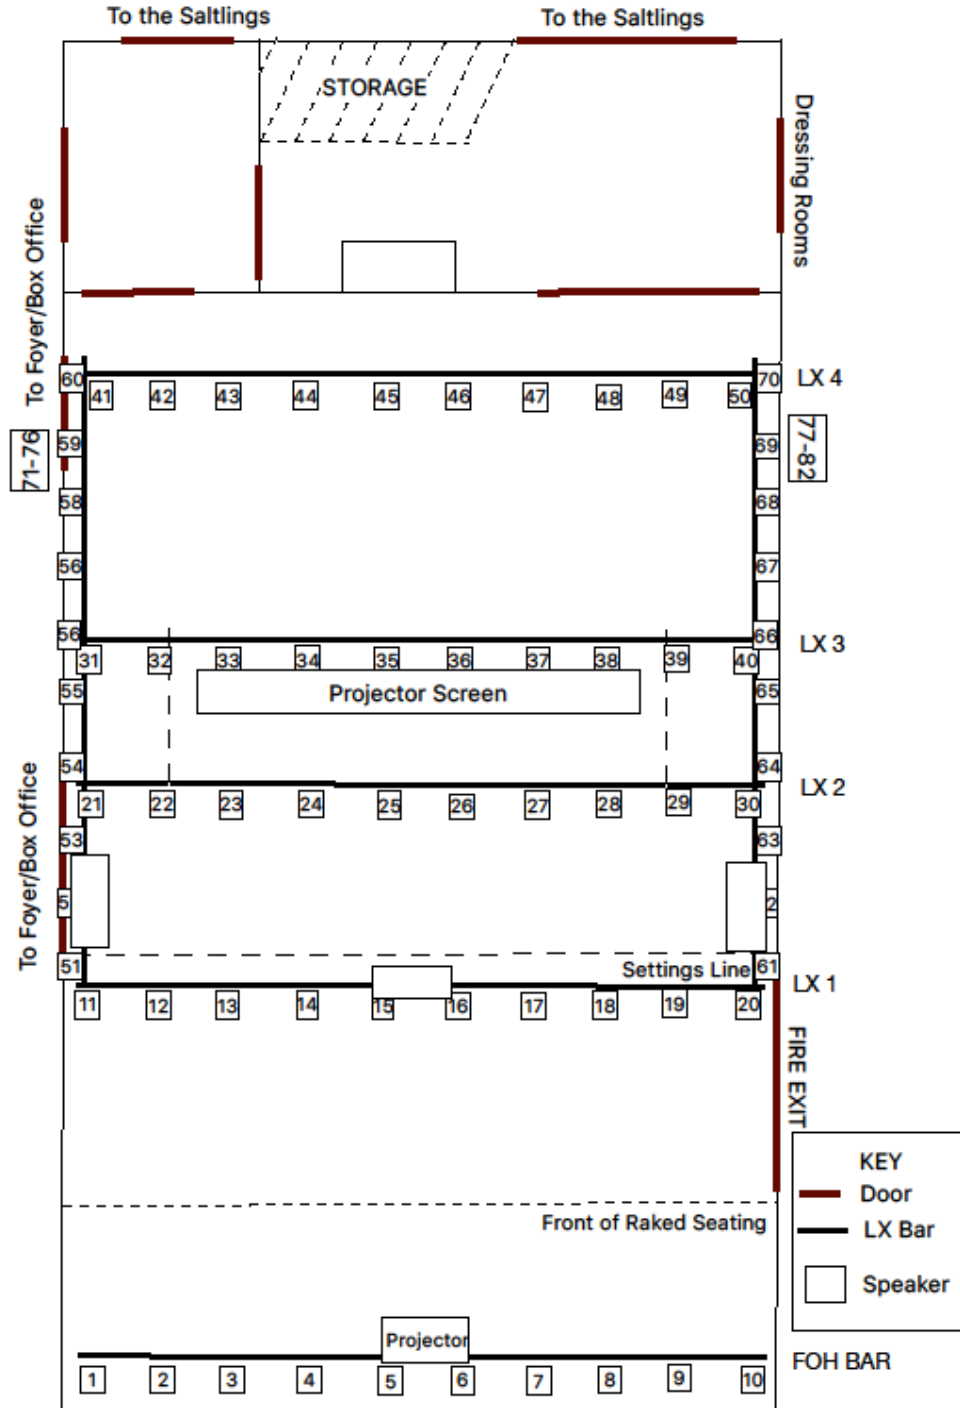 To the Saltlings
To the Saltlings
STORAGE
Dressing Rooms
To Foyer/Box Office
60
70
LX 4
41 42 43 44 45 46 47 48 49 50
71-76
77-82
59
69
58
68
56
67
56
66
LX 3
31 32 33 34 35 36 37 38 39 40
Projector Screen
55
65
54
64
LX 2
21 22 23 24 25 26 27 28 29 30
To Foyer/Box Office
53
63
5
2
51
Settings Line
61
LX 1
11 12 13 14 15 16 17 18 19 20
FIRE EXIT
KEY
Door
LX Bar
Speaker
Front of Raked Seating
Projector
FOH BAR
1 2 3 4 5 6 7 8 9 10